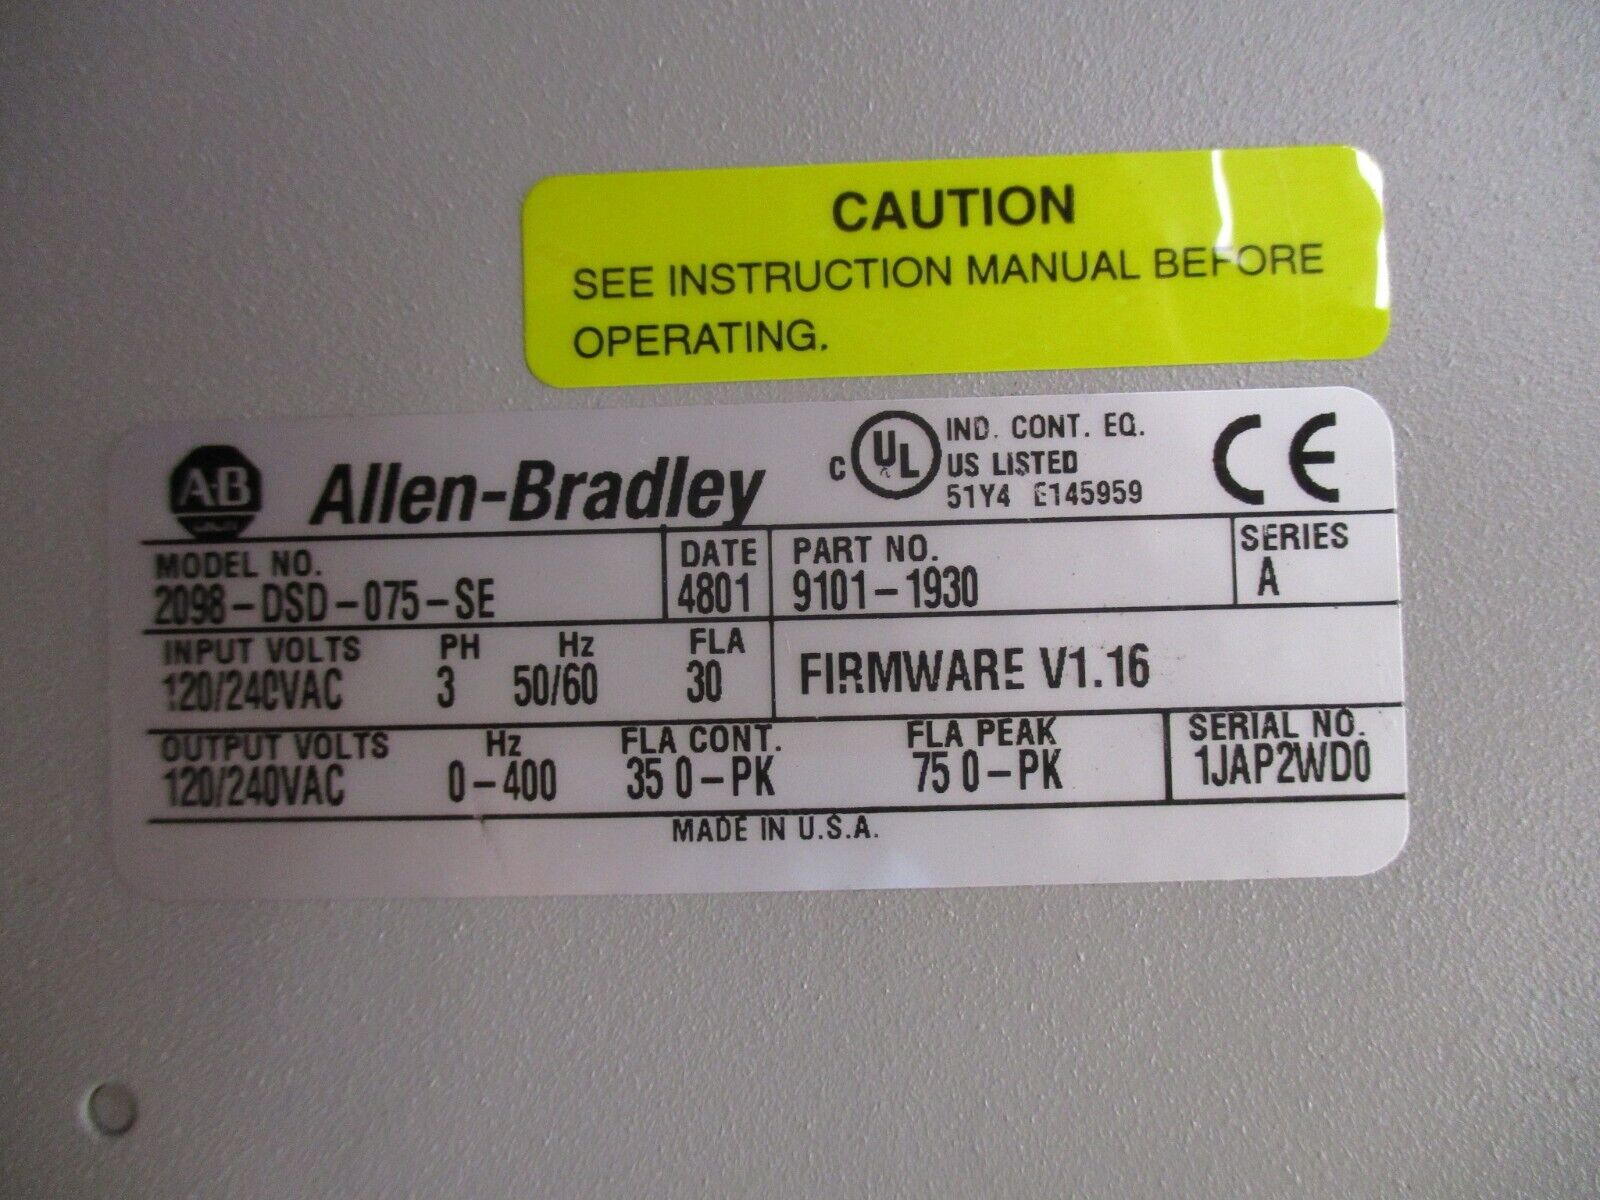 CAUTION
SEE INSTRUCTION MANUAL BEFORE
OPERATING.
A-B
Allen-Bradley
C UL IND. CONT. EQ.
US LISTED
51Y4 E145959
CE
MODEL NO. DATE PART NO. SERIES
2098-DSD-075-SE 4801 9101-1930 A
INPUT VOLTS PH Hz FLA
120/240VAC 3 50/60 30
FIRMWARE V1.16
OUTPUT VOLTS Hz FLA CONT. FLA PEAK SERIAL NO.
120/240VAC 0-400 35 0-PK 75 0-PK 1JAP2WD0
MADE IN U.S.A.